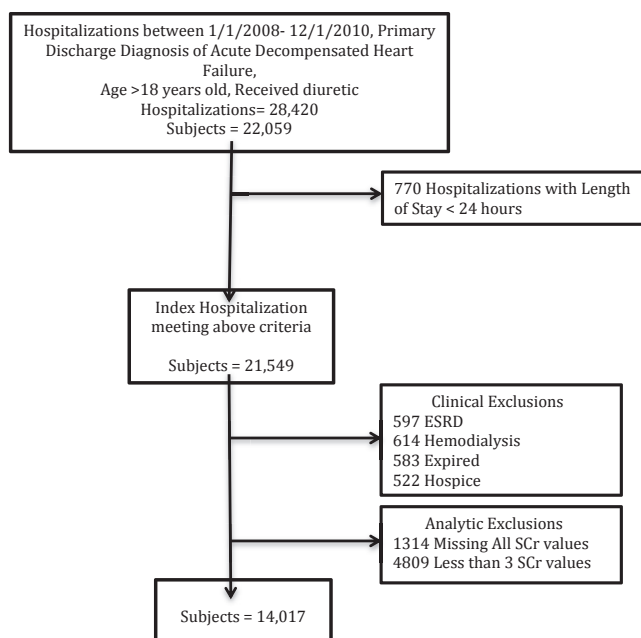 Hospitalizations between 1/1/2008- 12/1/2010, Primary
Discharge Diagnosis of Acute Decompensated Heart
Failure,
Age >18 years old, Received diuretic
Hospitalizations= 28,420
Subjects = 22,059
770 Hospitalizations with Length
of Stay < 24 hours
Index Hospitalization
meeting above criteria
Subjects = 21,549
Clinical Exclusions
597 ESRD
614 Hemodialysis
583 Expired
522 Hospice
Analytic Exclusions
1314 Missing All SCr values
4809 Less than 3 SCr values
Subjects = 14,017